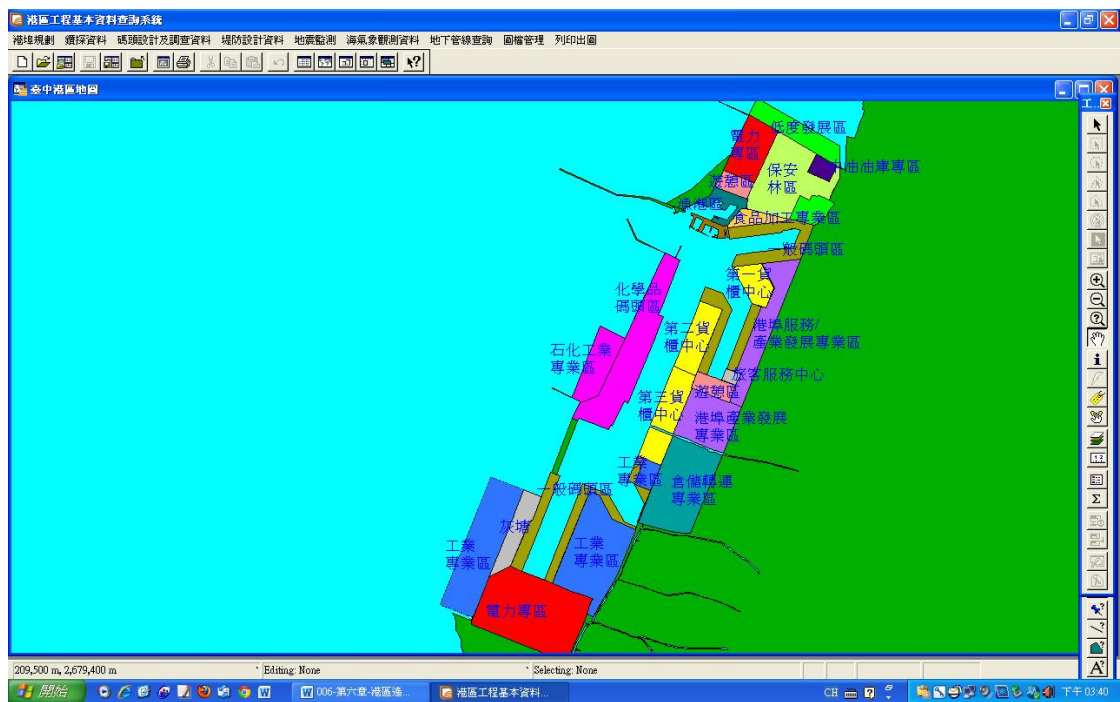 港區工程基本資料查詢系統
港埠規劃 鑽探資料 碼頭設計及調查資料 堤防設計資料 地震監測 海氣象觀測資料 地下管線查詢 圖檔管理 列印出圖
臺中港區地圖
工...
低度發展區
電力
專區
保安
林區
中油油庫專區
遊憩區
漁港區
食品加工專業區
一般碼頭區
第一貨
櫃中心
化學品
碼頭區
第二貨
櫃中心
港埠服務/
產業發展專業區
石化工業
專業區
旅客服務中心
遊憩區
第三貨
櫃中心
港埠產業發展
專業區
工業
專業區
倉儲轉運
專業區
一般碼頭區
灰塘
工業
專業區
工業
專業區
電力專區
209,500 m, 2,679,400 m
Editing: None
Selecting: None
開始
006-第六章-港區進...
港區工程基本資料...
CH
下午 03:40